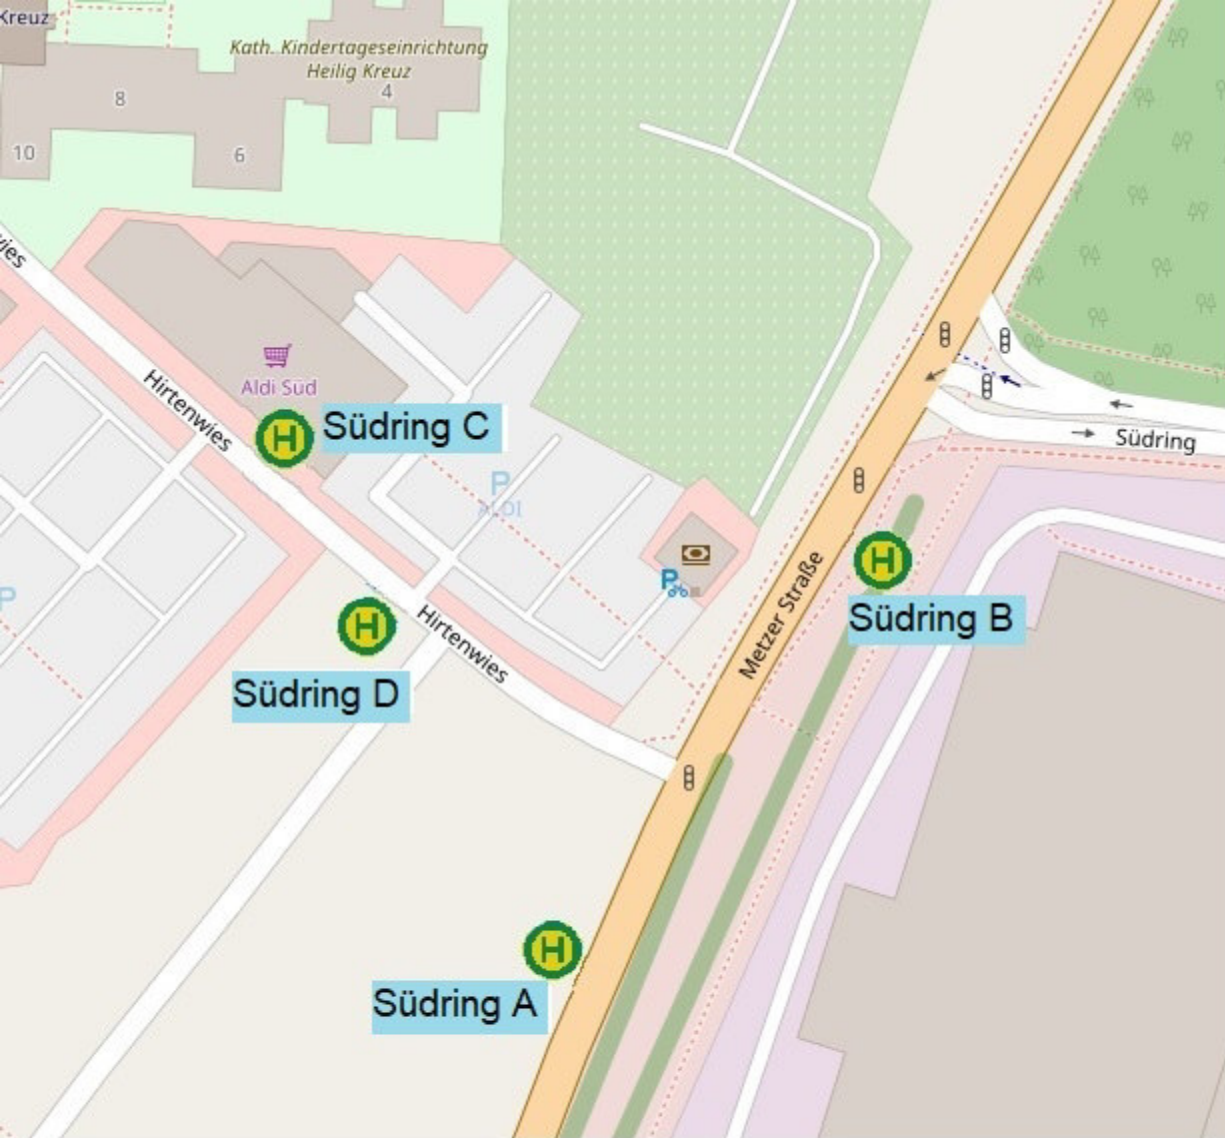 Kreuz
Kath. Kindertageseinrichtung
Heilig Kreuz
8
4
10
6
Aldi Süd
Hirtenwies
H
Südring C
P
ALDI
Südring
H
Südring B
P
Metzer Straße
P
H
Hirtenwies
Südring D
H
Südring A